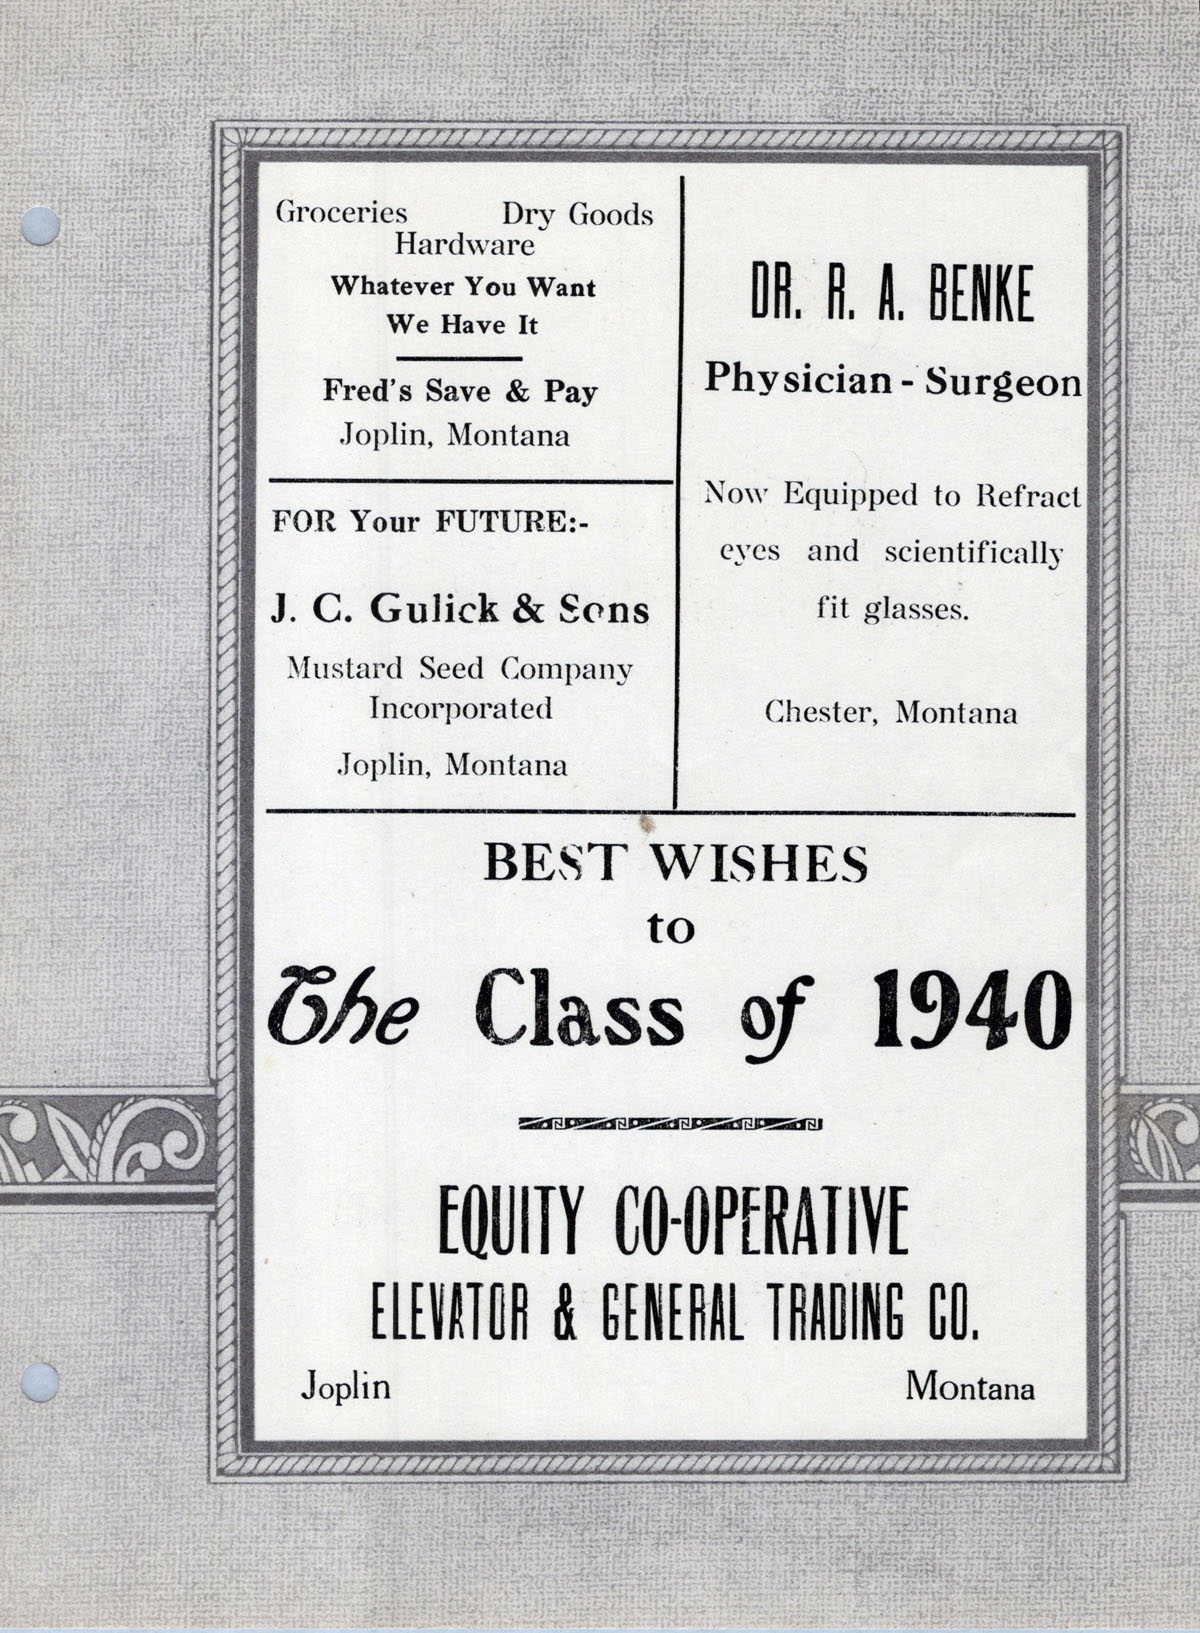 Groceries Dry Goods
Hardware
Whatever You Want
We Have It
Fred's Save & Pay
Joplin, Montana
FOR Your FUTURE:-
J. C. Gulick & Sons
Mustard Seed Company
Incorporated
Joplin, Montana
DR. R. A. BENKE
Physician - Surgeon
Now Equipped to Refract
eyes and scientifically
fit glasses.
Chester, Montana
BEST WISHES
to
The Class of 1940
EQUITY CO-OPERATIVE
ELEVATOR & GENERAL TRADING CO.
Joplin Montana